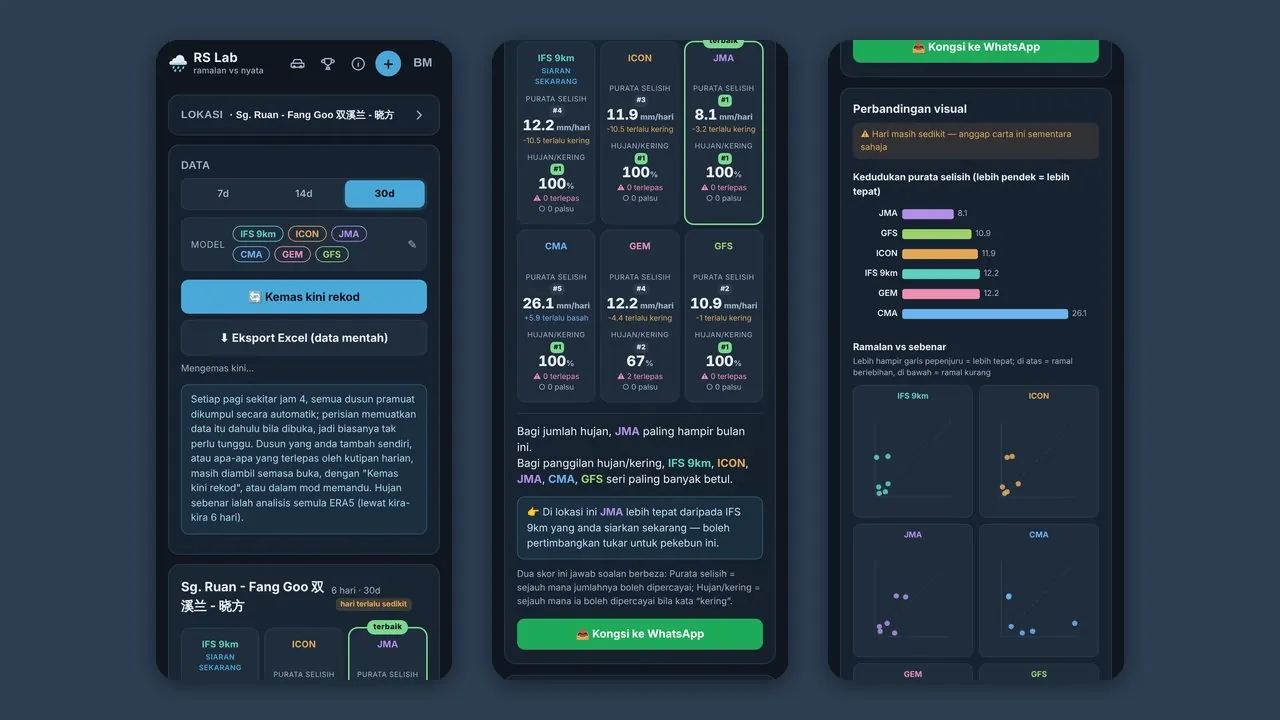 RS Lab
ramalan vs nyata
BM
LOKASI · Sg. Ruan - Fang Goo 双溪兰 - 晓方
DATA
7d 14d 30d
MODEL
IFS 9km ICON JMA
CMA GEM GFS
Kemas kini rekod
⬇ Eksport Excel (data mentah)
Mengemas kini...
Setiap pagi sekitar jam 4, semua dusun pramuat
dikumpul secara automatik; perisian memuatkan
data itu dahulu bila dibuka, jadi biasanya tak
perlu tunggu. Dusun yang anda tambah sendiri,
atau apa-apa yang terlepas oleh kutipan harian,
masih diambil semasa buka, dengan "Kemas
kini rekod", atau dalam mod memandu. Hujan
sebenar ialah analisis semula ERA5 (lewat kira-
kira 6 hari).
Sg. Ruan - Fang Goo 双
溪兰 - 晓方
6 hari · 30d
hari terlalu sedikit
terbaik
IFS 9km ICON JMA
SIARAN
SEKARANG
PURATA SELISIH PURATA SELISIH
terbaik
IFS 9km
SIARAN
SEKARANG
PURATA SELISIH
#4
12.2 mm/hari
-10.5 terlalu kering
HUJAN/KERING
#1
100%
⚠ 0 terlepas
○ 0 palsu
ICON
PURATA SELISIH
#3
11.9 mm/hari
-10.5 terlalu kering
HUJAN/KERING
#1
100%
⚠ 0 terlepas
○ 0 palsu
JMA
PURATA SELISIH
#1
8.1 mm/hari
-3.2 terlalu kering
HUJAN/KERING
#1
100%
⚠ 0 terlepas
○ 0 palsu
CMA
PURATA SELISIH
#5
26.1 mm/hari
+5.9 terlalu basah
HUJAN/KERING
#1
100%
⚠ 0 terlepas
○ 0 palsu
GEM
PURATA SELISIH
#4
12.2 mm/hari
-4.4 terlalu kering
HUJAN/KERING
#2
67%
⚠ 2 terlepas
○ 0 palsu
GFS
PURATA SELISIH
#2
10.9 mm/hari
-1 terlalu kering
HUJAN/KERING
#1
100%
⚠ 0 terlepas
○ 0 palsu
Bagi jumlah hujan, JMA paling hampir bulan
ini.
Bagi panggilan hujan/kering, IFS 9km, ICON,
JMA, CMA, GFS seri paling banyak betul.
👉 Di lokasi ini JMA lebih tepat daripada IFS
9km yang anda siarkan sekarang — boleh
pertimbangkan tukar untuk pekebun ini.
Dua skor ini jawab soalan berbeza: Purata selisih =
sejauh mana jumlahnya boleh dipercayai; Hujan/kering =
sejauh mana ia boleh dipercayai bila kata "kering".
Kongsi ke WhatsApp
Kongsi ke WhatsApp
Perbandingan visual
⚠ Hari masih sedikit — anggap carta ini sementara
sahaja
Kedudukan purata selisih (lebih pendek = lebih
tepat)
JMA 8.1
GFS 10.9
ICON 11.9
IFS 9km 12.2
GEM 12.2
CMA 26.1
Ramalan vs sebenar
Lebih hampir garis pepenjuru = lebih tepat; di atas = ramal
berlebihan, di bawah = ramal kurang
IFS 9km ICON
JMA CMA
GEM GFS